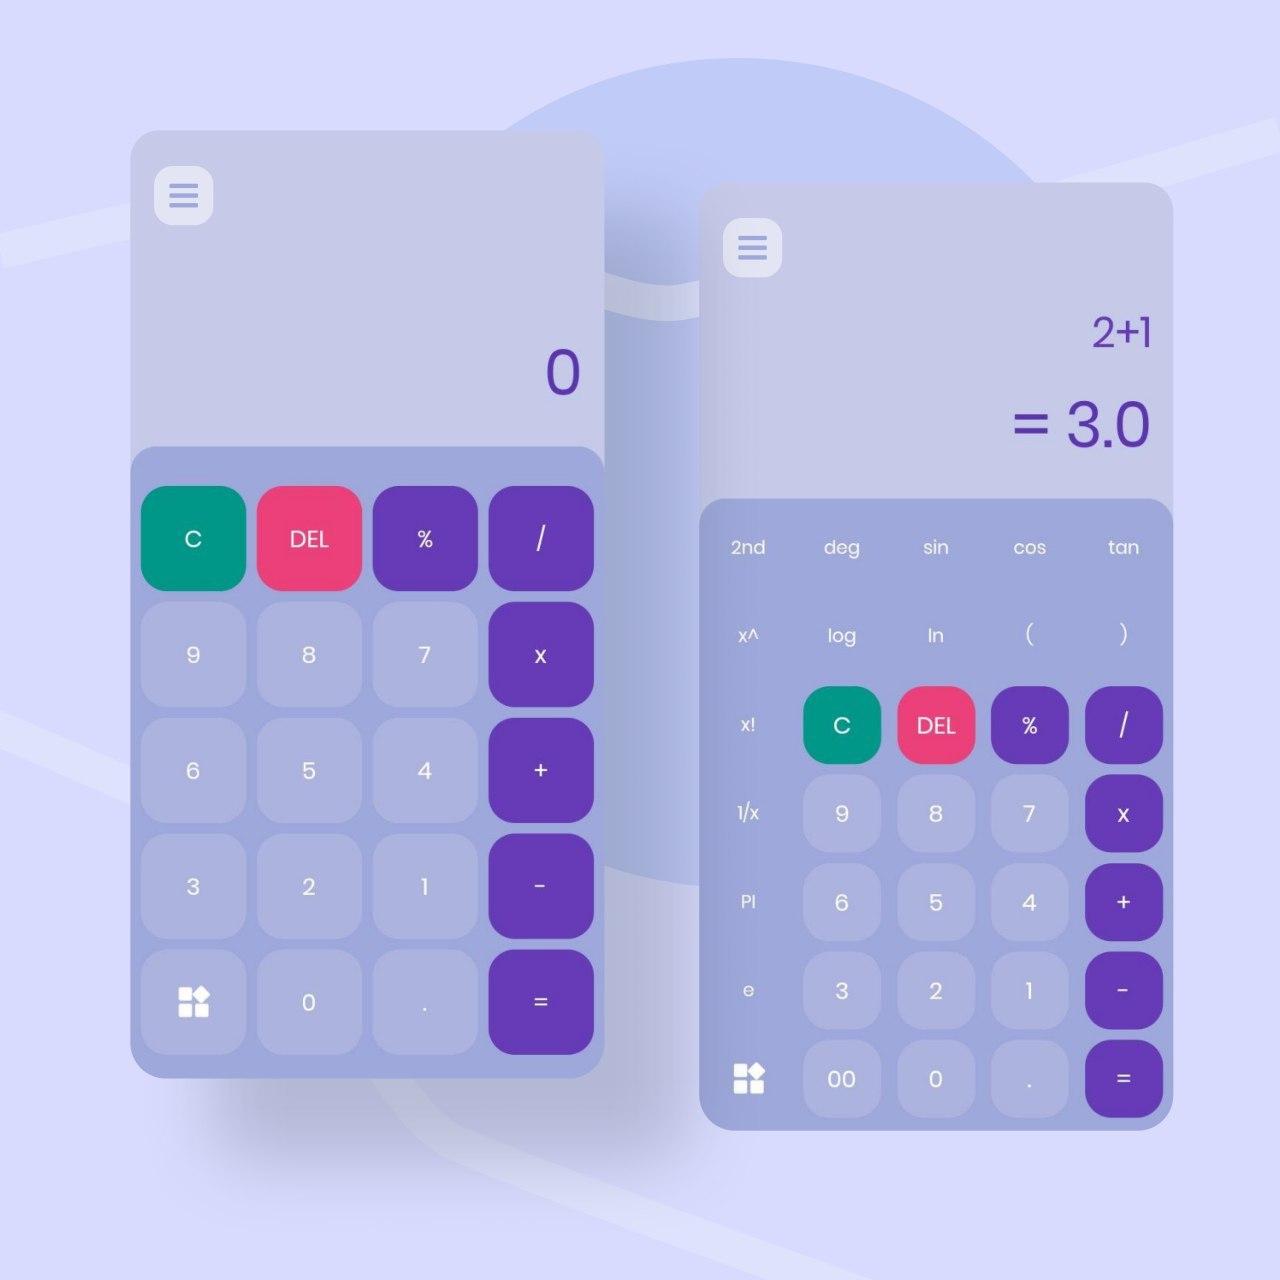 0
C DEL % /
9 8 7 x
6 5 4 +
3 2 1 -
0 . =
2+1
= 3.0
2nd deg sin cos tan
x^ log ln ( )
x! C DEL % /
1/x 9 8 7 x
PI 6 5 4 +
e 3 2 1 -
00 0 . =